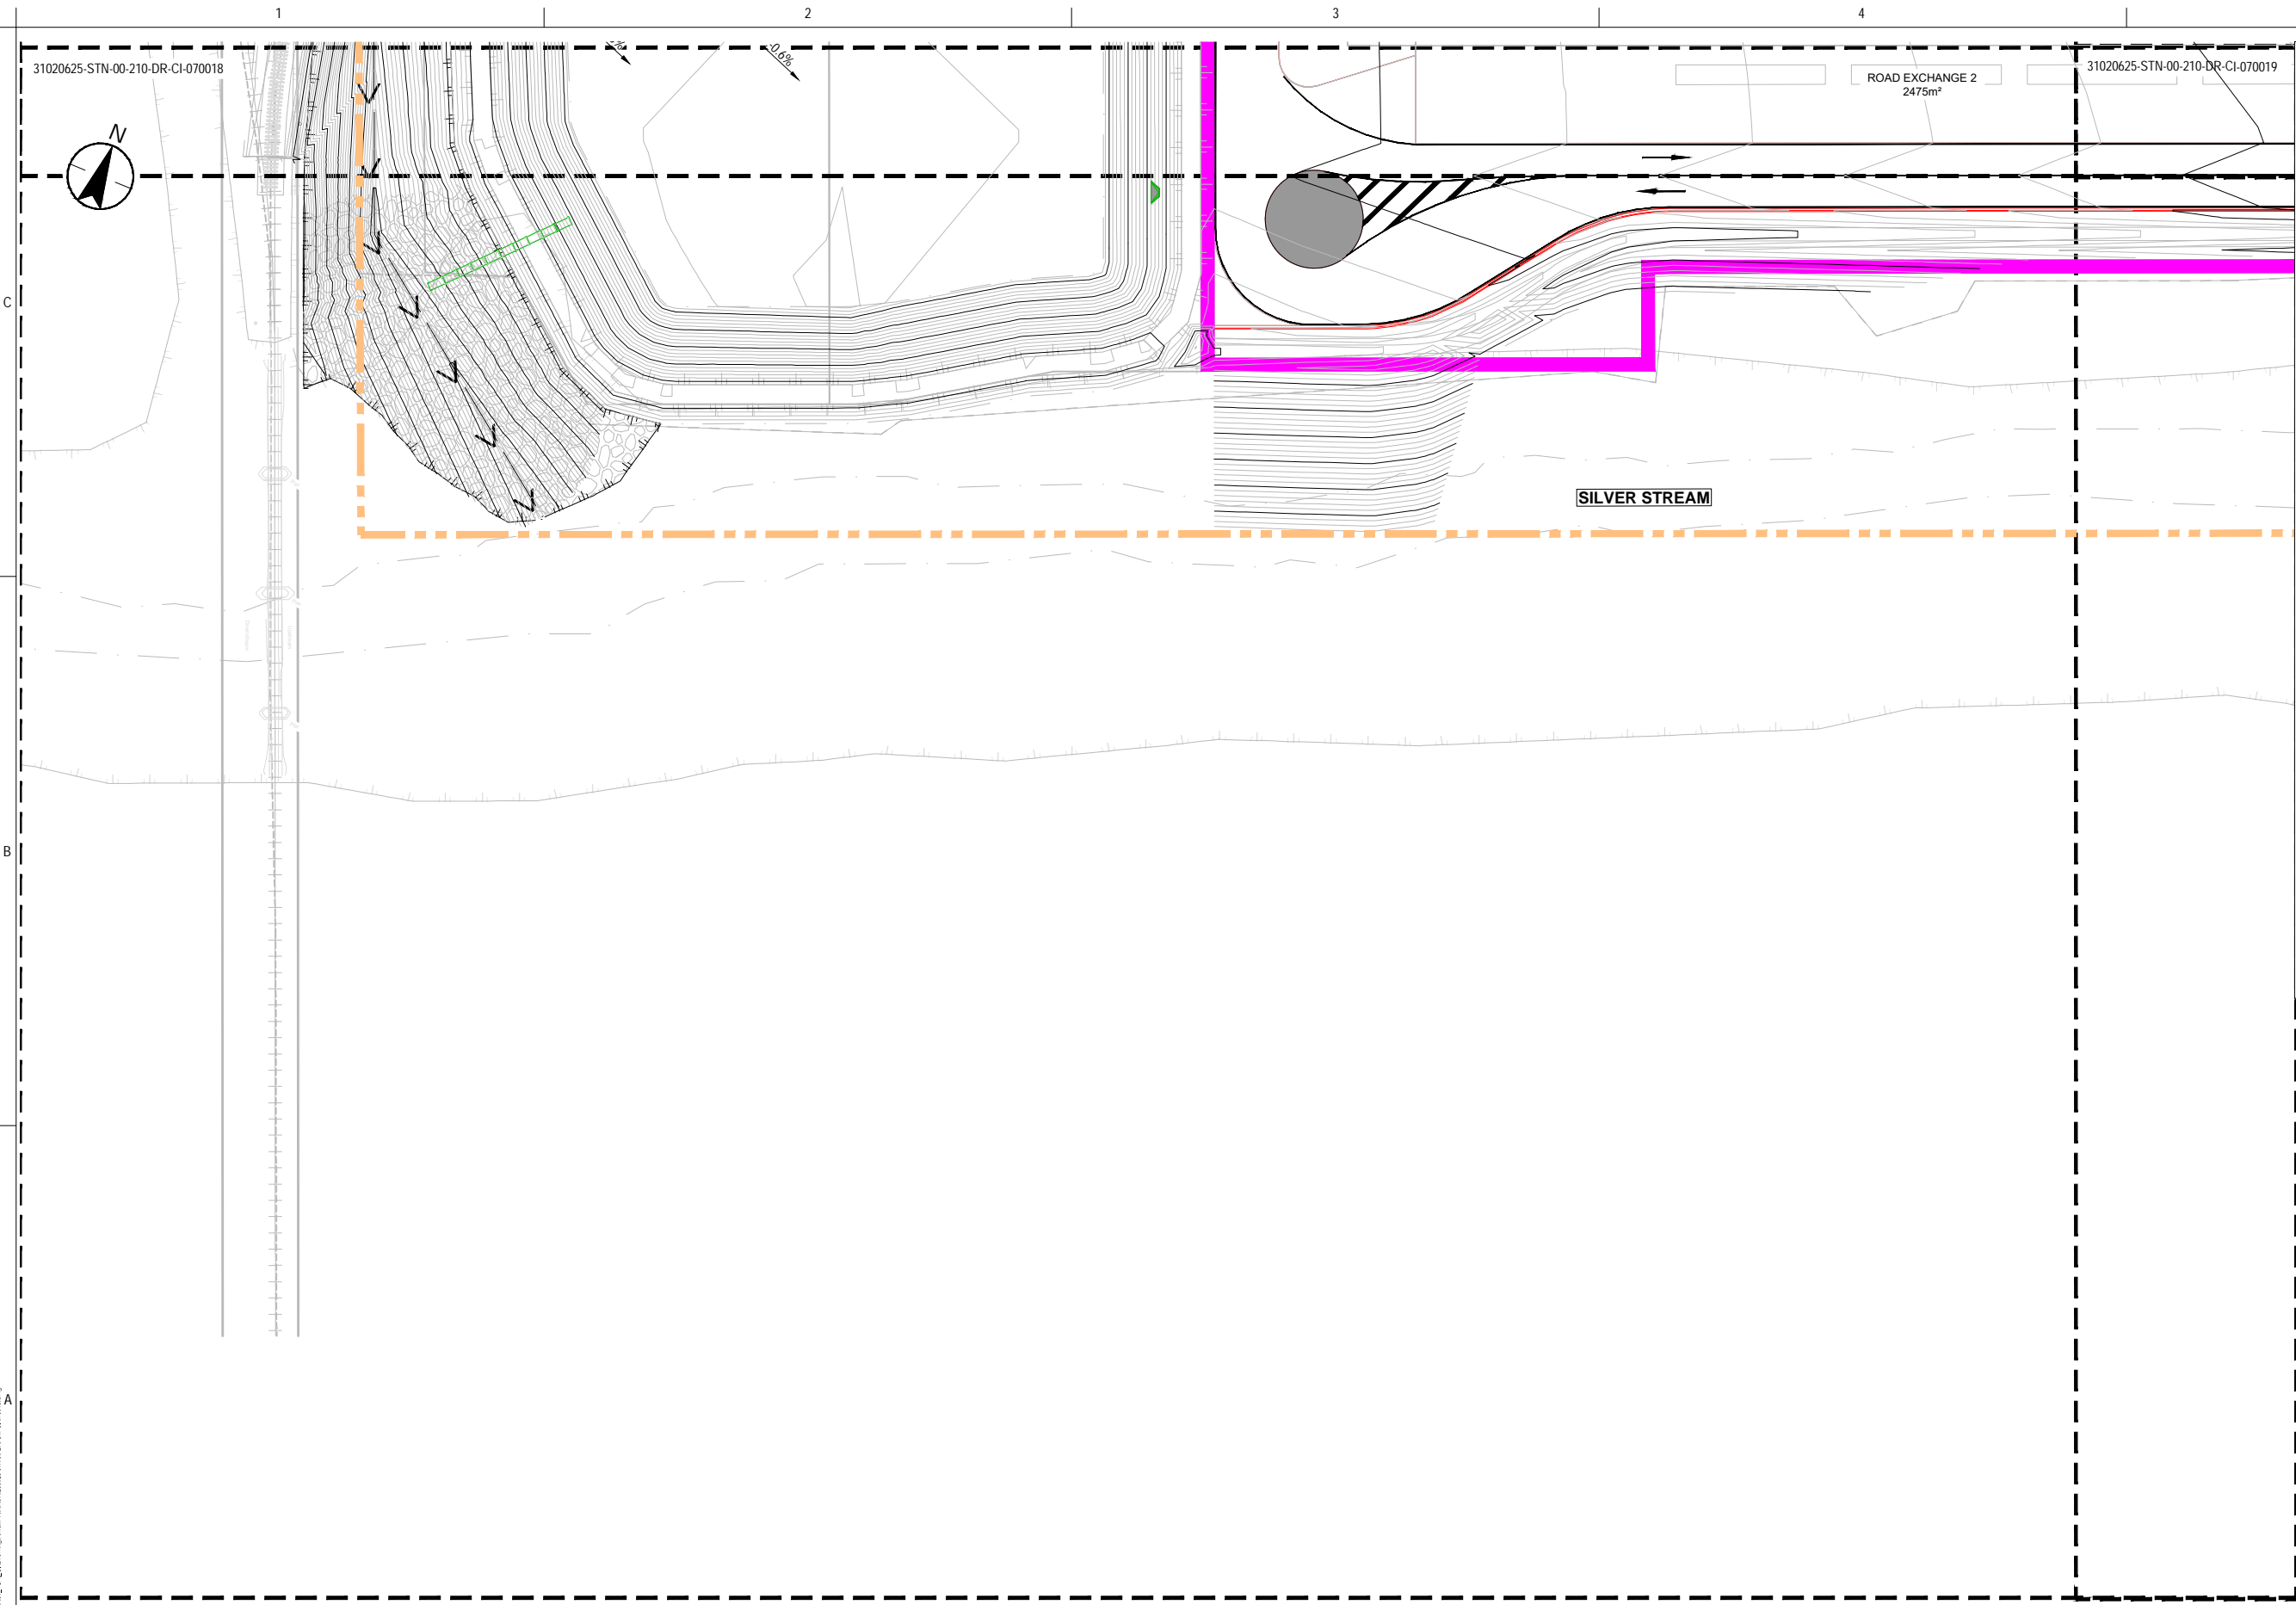 1 2 3 4
31020625-STN-00-210-DR-CI-070018
31020625-STN-00-210-DR-CI-070019
-0.6%
ROAD EXCHANGE 2
2475m²
N
C
SILVER STREAM
B
A